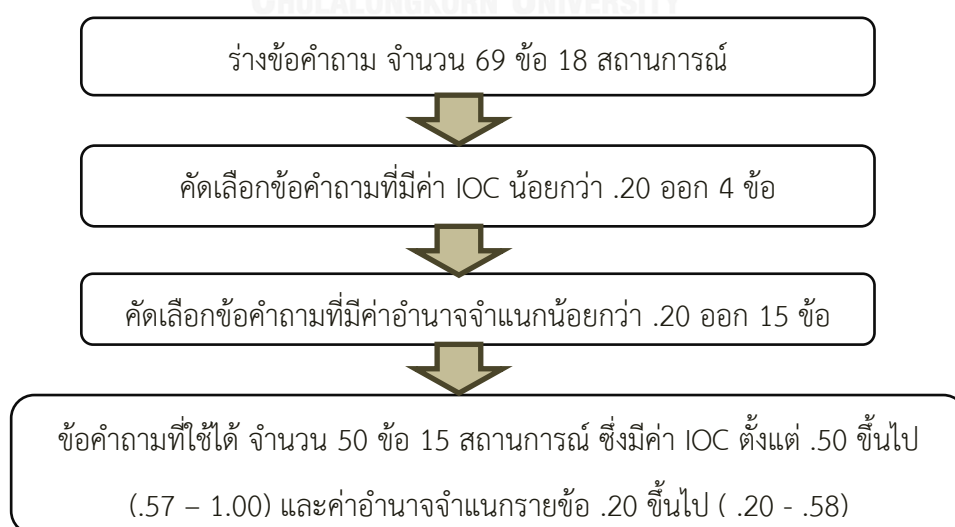 CHULALONGKORN UNIVERSITY
ร่างข้อคำถาม จำนวน 69 ข้อ 18 สถานการณ์
คัดเลือกข้อคำถามที่มีค่า IOC น้อยกว่า .20 ออก 4 ข้อ
คัดเลือกข้อคำถามที่มีค่าอำนาจจำแนกน้อยกว่า .20 ออก 15 ข้อ
ข้อคำถามที่ใช้ได้ จำนวน 50 ข้อ 15 สถานการณ์ ซึ่งมีค่า IOC ตั้งแต่ .50 ขึ้นไป
(.57 – 1.00) และค่าอำนาจจำแนกรายข้อ .20 ขึ้นไป ( .20 - .58)